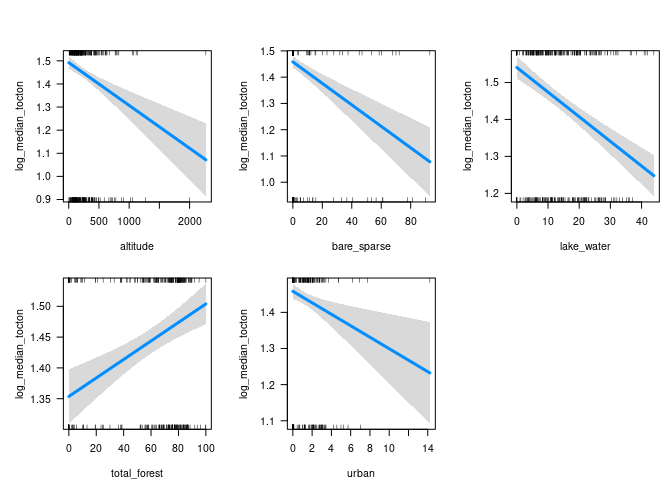 log_median_tocton
1.5
1.4
1.3
1.2
1.1
1.0
0.9
0 500 1000 2000
altitude
log_median_tocton
1.5
1.4
1.3
1.2
1.1
1.0
0 20 40 60 80
bare_sparse
log_median_tocton
1.5
1.4
1.3
1.2
0 10 20 30 40
lake_water
log_median_tocton
1.50
1.45
1.40
1.35
0 20 40 60 80 100
total_forest
log_median_tocton
1.4
1.3
1.2
1.1
0 2 4 6 8 10 14
urban